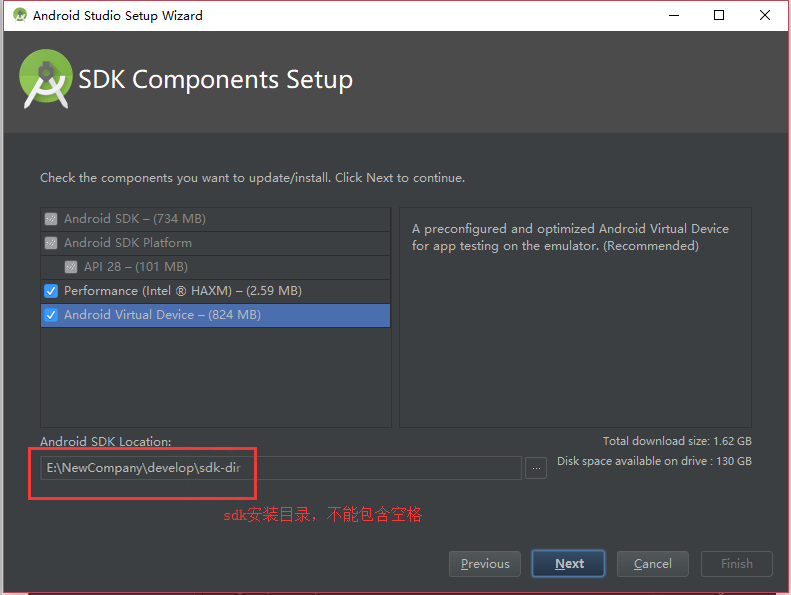 Android Studio Setup Wizard
SDK Components Setup
Check the components you want to update/install. Click Next to continue.
Android SDK – (734 MB)
Android SDK Platform
API 28 – (101 MB)
Performance (Intel ® HAXM) – (2.59 MB)
Android Virtual Device – (824 MB)
A preconfigured and optimized Android Virtual Device
for app testing on the emulator. (Recommended)
Android SDK Location:
E:\NewCompany\develop\sdk-dir
...
Total download size: 1.62 GB
Disk space available on drive : 130 GB
sdk安装目录，不能包含空格
Previous
Next
Cancel
Finish